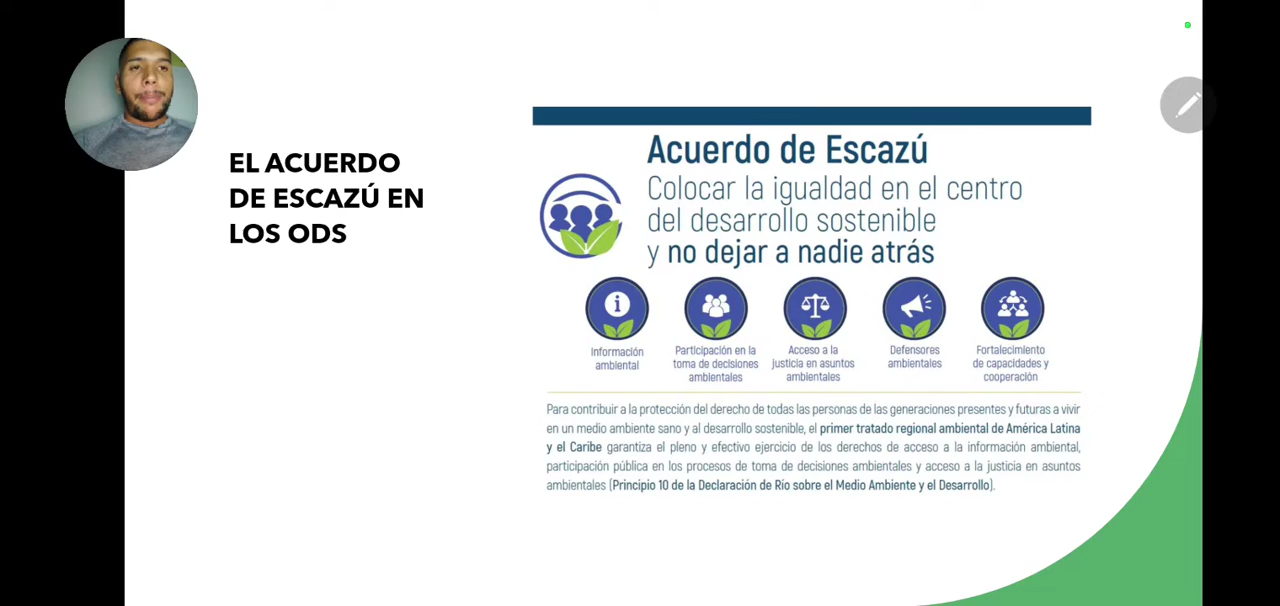 EL ACUERDO
DE ESCAZÚ EN
LOS ODS
Acuerdo de Escazú
Colocar la igualdad en el centro
del desarrollo sostenible
y no dejar a nadie atrás
Información
ambiental
Participación en la
toma de decisiones
ambientales
Acceso a la
justicia en asuntos
ambientales
Defensores
ambientales
Fortalecimiento
de capacidades y
cooperación
Para contribuir a la protección del derecho de todas las personas de las generaciones presentes y futuras a vivir
en un medio ambiente sano y al desarrollo sostenible, el primer tratado regional ambiental de América Latina
y el Caribe garantiza el pleno y efectivo ejercicio de los derechos de acceso a la información ambiental,
participación pública en los procesos de toma de decisiones ambientales y acceso a la justicia en asuntos
ambientales (Principio 10 de la Declaración de Río sobre el Medio Ambiente y el Desarrollo).